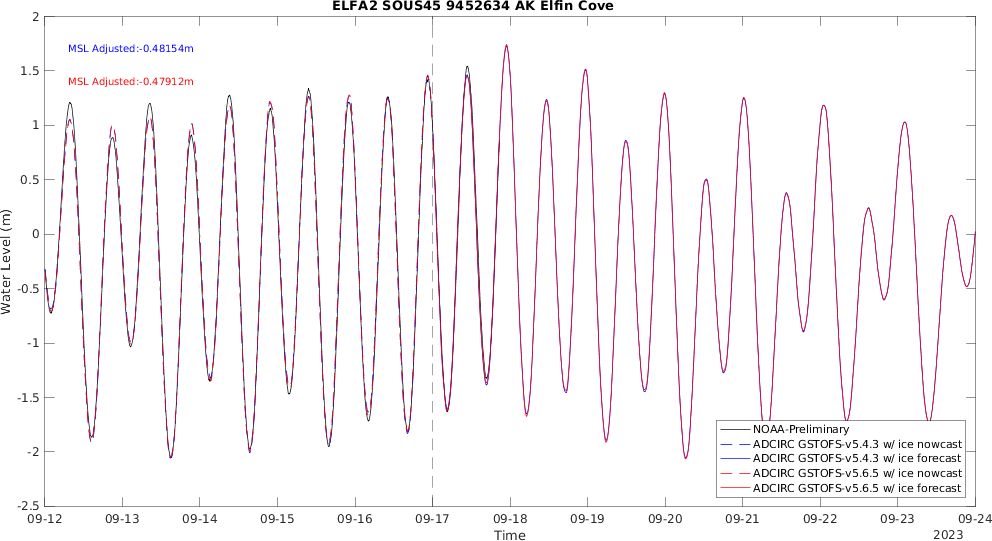 ELFA2 SOUS45 9452634 AK Elfin Cove
MSL Adjusted:-0.48154m
MSL Adjusted:-0.47912m
Water Level (m)
2
1.5
1
0.5
0
-0.5
-1
-1.5
-2
-2.5
NOAA-Preliminary
ADCIRC GSTOFS-v5.4.3 w/ ice nowcast
ADCIRC GSTOFS-v5.4.3 w/ ice forecast
ADCIRC GSTOFS-v5.6.5 w/ ice nowcast
ADCIRC GSTOFS-v5.6.5 w/ ice forecast
09-12 09-13 09-14 09-15 09-16 09-17 09-18 09-19 09-20 09-21 09-22 09-23 09-24
Time
2023